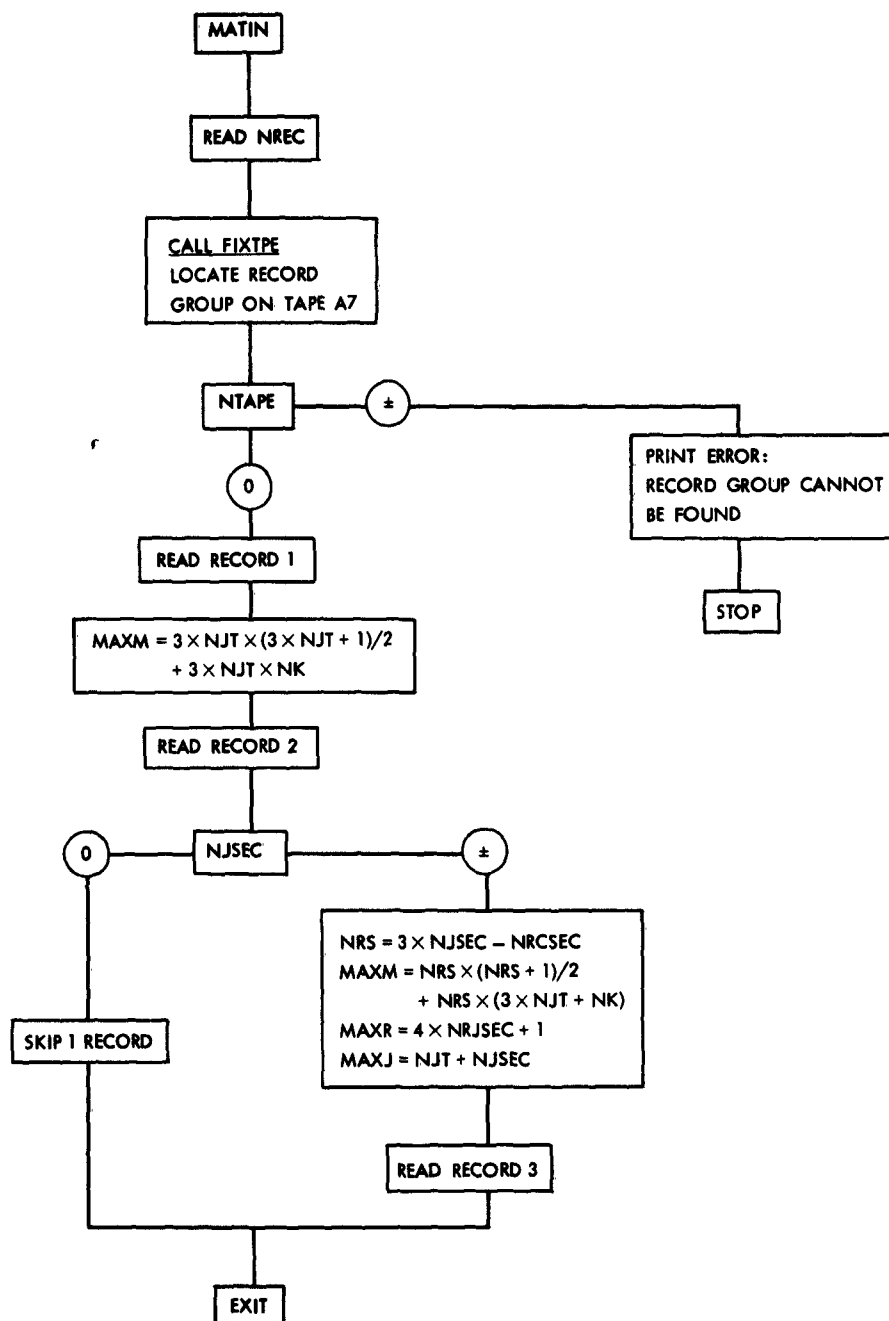 MATIN
READ NREC
CALL FIXTPE
LOCATE RECORD
GROUP ON TAPE A7
NTAPE
±
PRINT ERROR:
RECORD GROUP CANNOT
BE FOUND
STOP
0
READ RECORD 1
MAXM = 3 × NJT × (3 × NJT + 1)/2
+ 3 × NJT × NK
READ RECORD 2
0
NJSEC
±
NRS = 3 × NJSEC – NRCSEC
MAXM = NRS × (NRS + 1)/2
+ NRS × (3 × NJT + NK)
MAXR = 4 × NRJSEC + 1
MAXJ = NJT + NJSEC
SKIP 1 RECORD
READ RECORD 3
EXIT